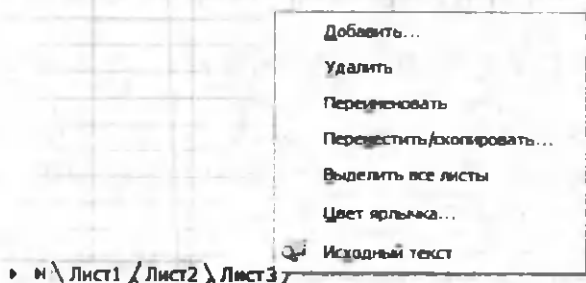 Добавить...
Удалить
Переименовать
Переместить/скопировать...
Выделить все листы
Цвет ярлычка...
Исходный текст
Лист1 Лист2 Лист3